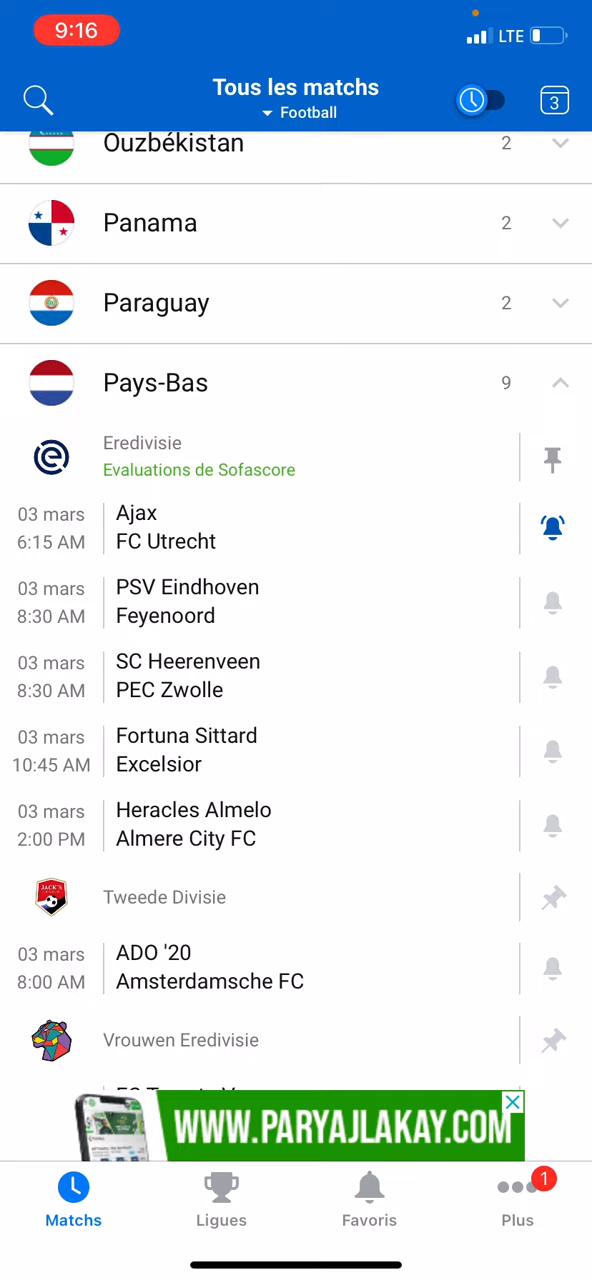 9:16
LTE
Tous les matchs
Football
3
Ouzbékistan
2
Panama
2
Paraguay
2
Pays-Bas
9
Eredivisie
Evaluations de Sofascore
03 mars
6:15 AM
Ajax
FC Utrecht
03 mars
8:30 AM
PSV Eindhoven
Feyenoord
03 mars
8:30 AM
SC Heerenveen
PEC Zwolle
03 mars
10:45 AM
Fortuna Sittard
Excelsior
03 mars
2:00 PM
Heracles Almelo
Almere City FC
JACK'S
Tweede Divisie
03 mars
8:00 AM
ADO '20
Amsterdamsche FC
Vrouwen Eredivisie
WWW.PARYAJLAKAY.COM
Matchs
Ligues
Favoris
1
Plus